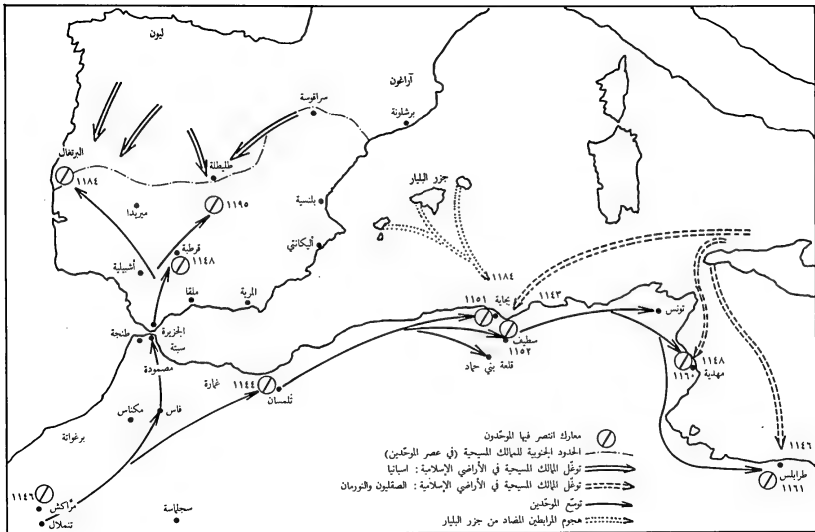 ليون
آراغون
سراقوسة
برشلونة
البرتغال
١١٨٤
طليطلة
جزر البليار
ميريدا
١١٩٥
بلنسية
قرطبة
١١٤٨
أليكانتي
أشبيلية
ملقا
المرية
الجزيرة
طنجة
سبتة
مصمودة
١١٨٤
١١٤٣
بجاية
١١٥١
سطيف
١١٥٢
قلعة بني حماد
تونس
١١٤٨
مهدية
١١٦٠
غمارة
١١٤٤
تلمسان
مكناس
فاس
برغواتة
١١٤٦
مرّاكش
تنملال
سجلماسة
١١٤٦
طرابلس
١١٦١
معارك انتصر فيها الموحّدون
الحدود الجنوبية للممالك المسيحية (في عصر الموحّدين)
توغّل الممالك المسيحية في الأراضي الإسلامية: اسبانيا
توغّل الممالك المسيحية في الأراضي الإسلامية: الصقليون والنورمان
توسّع الموحّدين
هجوم المرابطين المضاد من جزر البليار